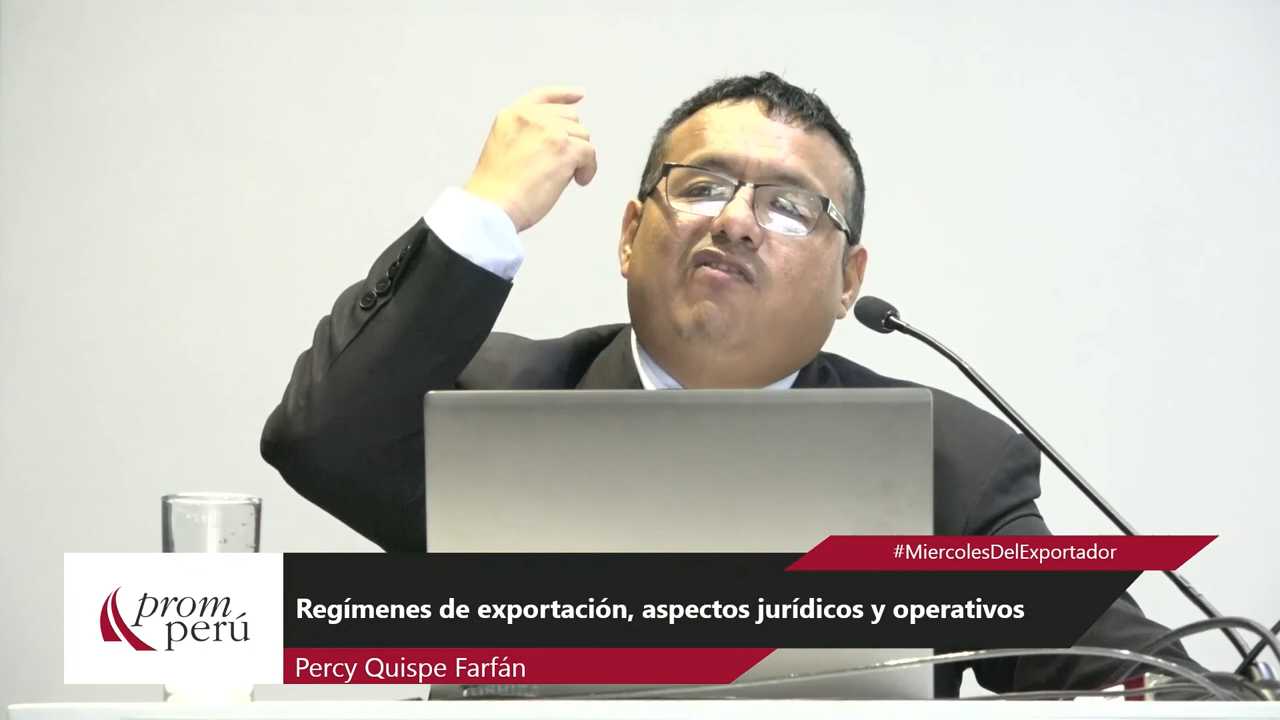 #MiercolesDelExportador
prom
perú
Regímenes de exportación, aspectos jurídicos y operativos
Percy Quispe Farfán